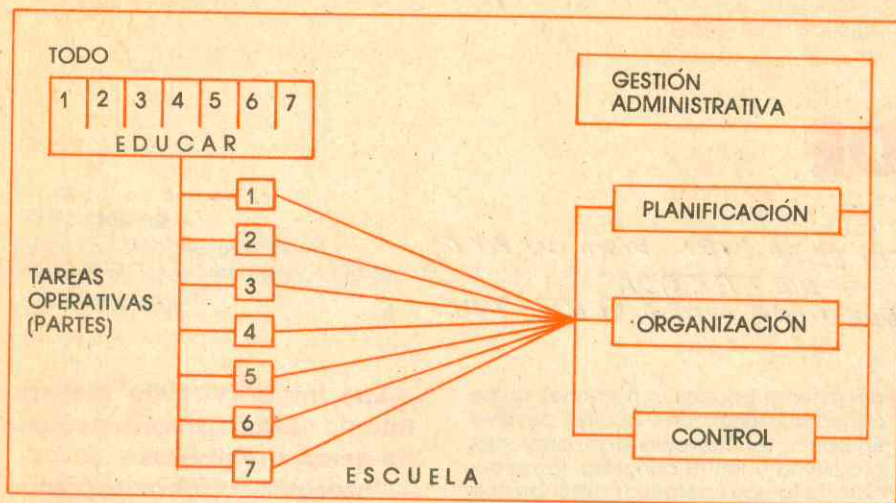 TODO
1 2 3 4 5 6 7
EDUCAR
1
2
3
4
5
6
7
TAREAS
OPERATIVAS
(PARTES)
ESCUELA
GESTIÓN
ADMINISTRATIVA
PLANIFICACIÓN
ORGANIZACIÓN
CONTROL